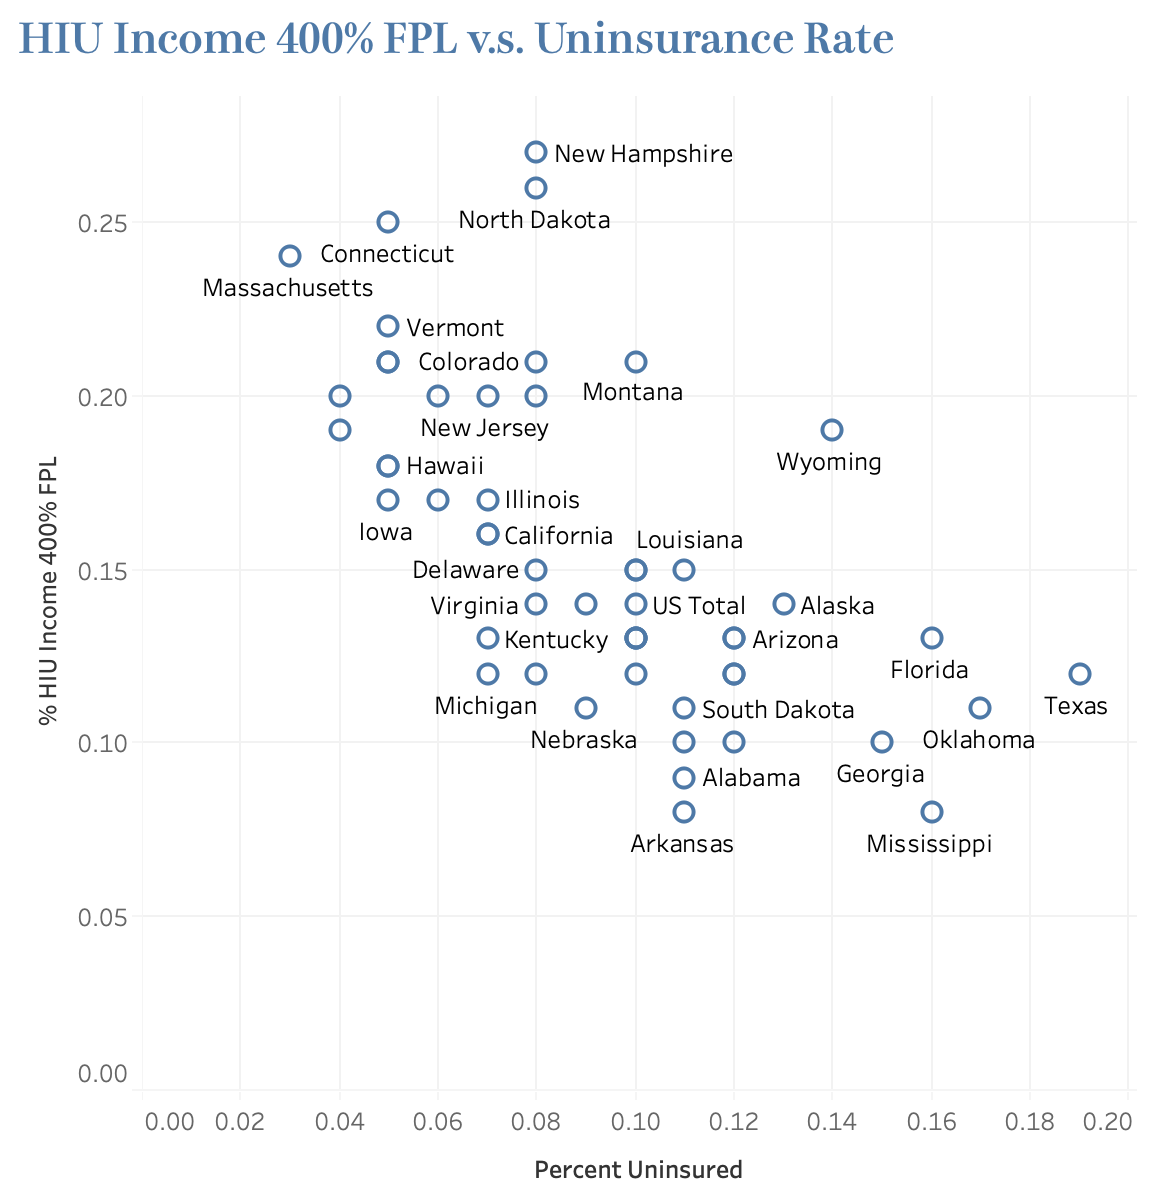 HIU Income 400% FPL v.s. Uninsurance Rate
New Hampshire
North Dakota
0.25
Connecticut
Massachusetts
Vermont
Colorado
Montana
0.20
New Jersey
Wyoming
Hawaii
Illinois
Iowa
California
Louisiana
Delaware
0.15
Virginia
US Total
Alaska
Kentucky
Arizona
Florida
Michigan
Texas
South Dakota
Nebraska
Oklahoma
0.10
Georgia
Alabama
Arkansas
Mississippi
0.05
0.00
% HIU Income 400% FPL
0.00 0.02 0.04 0.06 0.08 0.10 0.12 0.14 0.16 0.18 0.20
Percent Uninsured